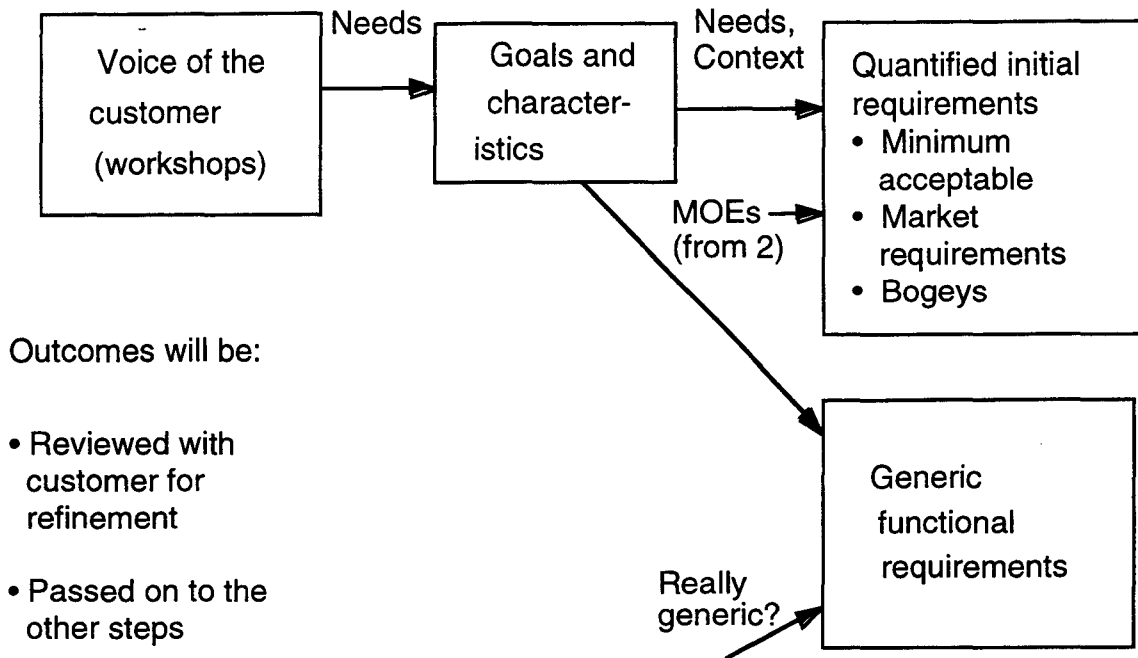 Voice of the
customer
(workshops)
Needs
Goals and
character-
istics
Needs,
Context
Quantified initial
requirements
• Minimum
acceptable
• Market
requirements
• Bogeys
MOEs
(from 2)
Outcomes will be:
• Reviewed with
customer for
refinement
• Passed on to the
other steps
Generic
functional
requirements
Really
generic?